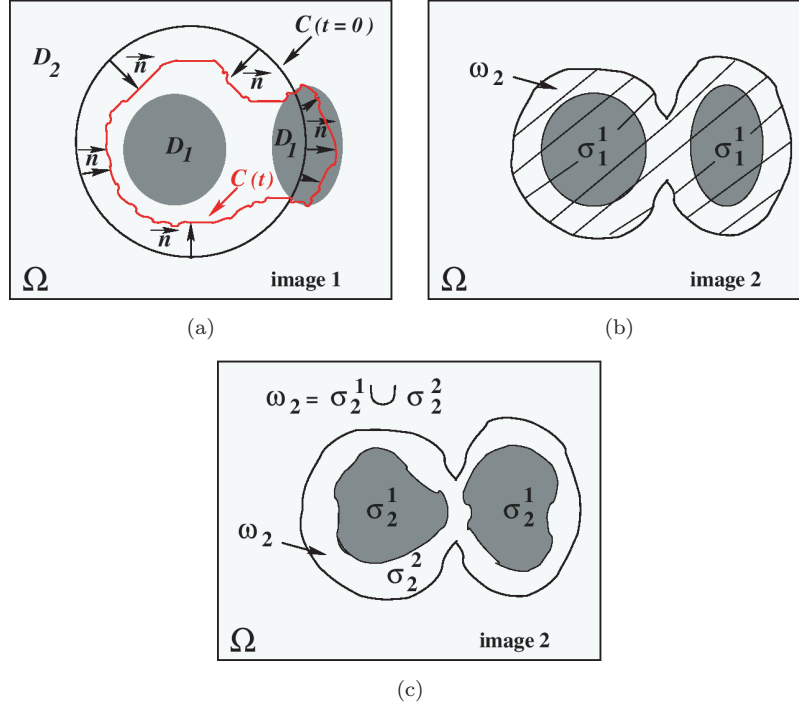 C(t=0)
D₂
n⃗
n⃗
n⃗
n⃗
n⃗
D₁
D₁
C(t)
Ω
image 1
(a)
ω₂
σ₁¹
σ₁¹
Ω
image 2
(b)
ω₂ = σ₂¹ ∪ σ₂²
σ₂¹
σ₂¹
ω₂
σ₂²
Ω
image 2
(c)